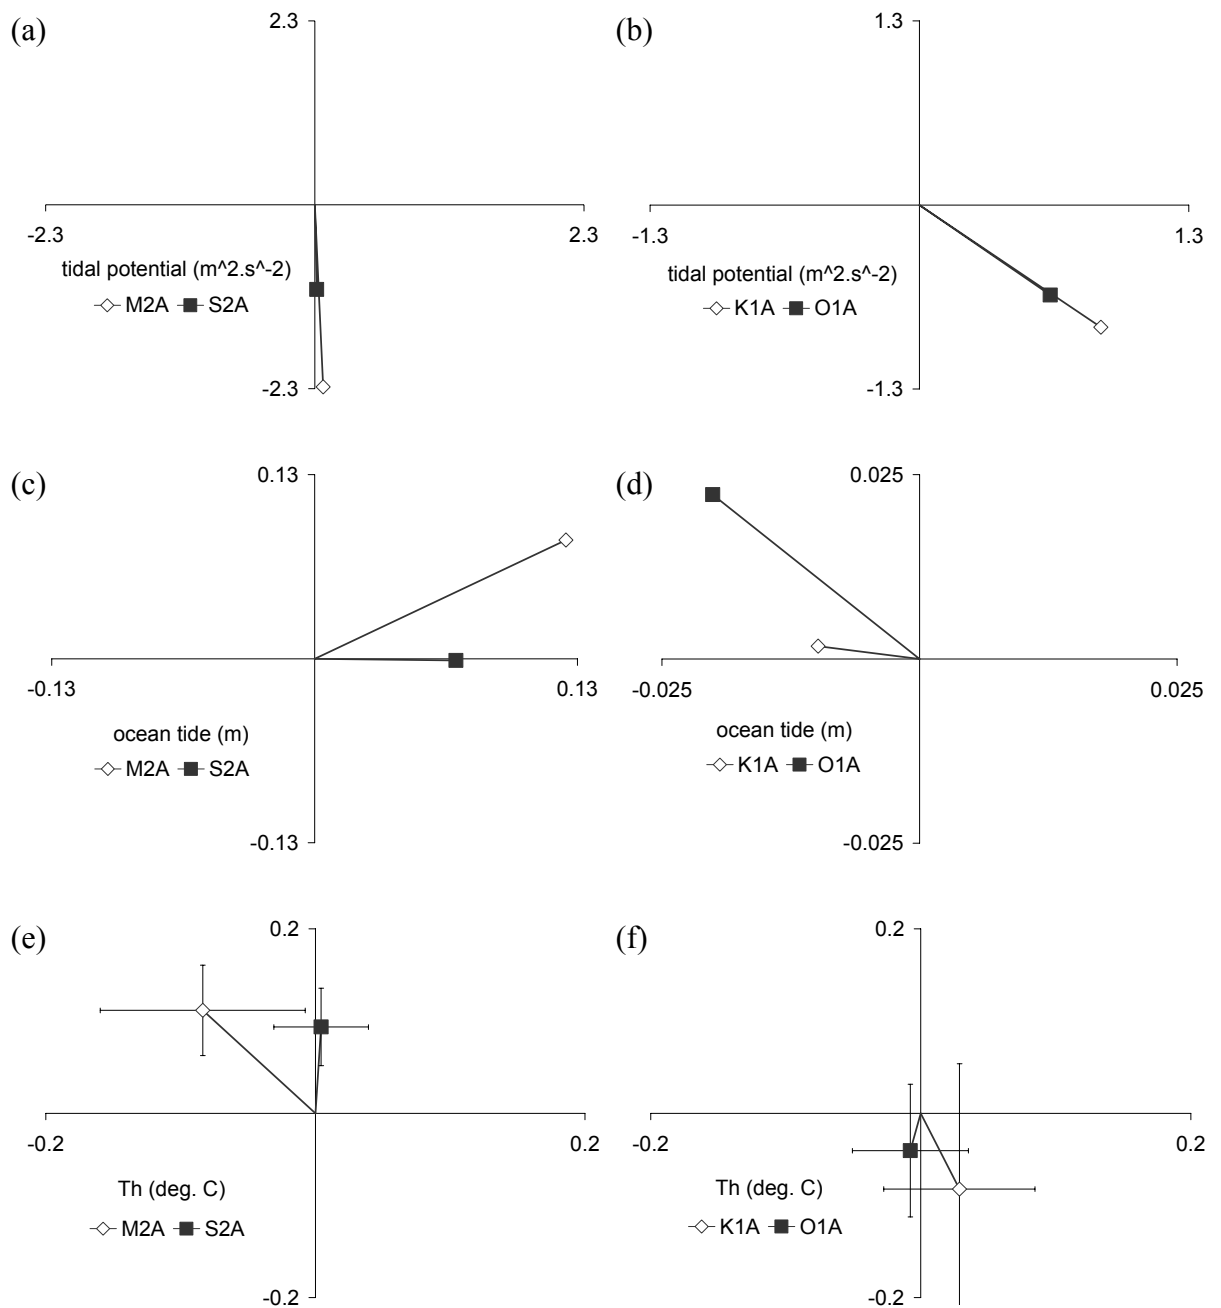 (a)
2.3
-2.3
2.3
tidal potential (m^2.s^-2)
M2A S2A
-2.3
(b)
1.3
-1.3
1.3
tidal potential (m^2.s^-2)
K1A O1A
-1.3
(c)
0.13
-0.13
0.13
ocean tide (m)
M2A S2A
-0.13
(d)
0.025
-0.025
0.025
ocean tide (m)
K1A O1A
-0.025
(e)
0.2
-0.2
0.2
Th (deg. C)
M2A S2A
-0.2
(f)
0.2
-0.2
0.2
Th (deg. C)
K1A O1A
-0.2